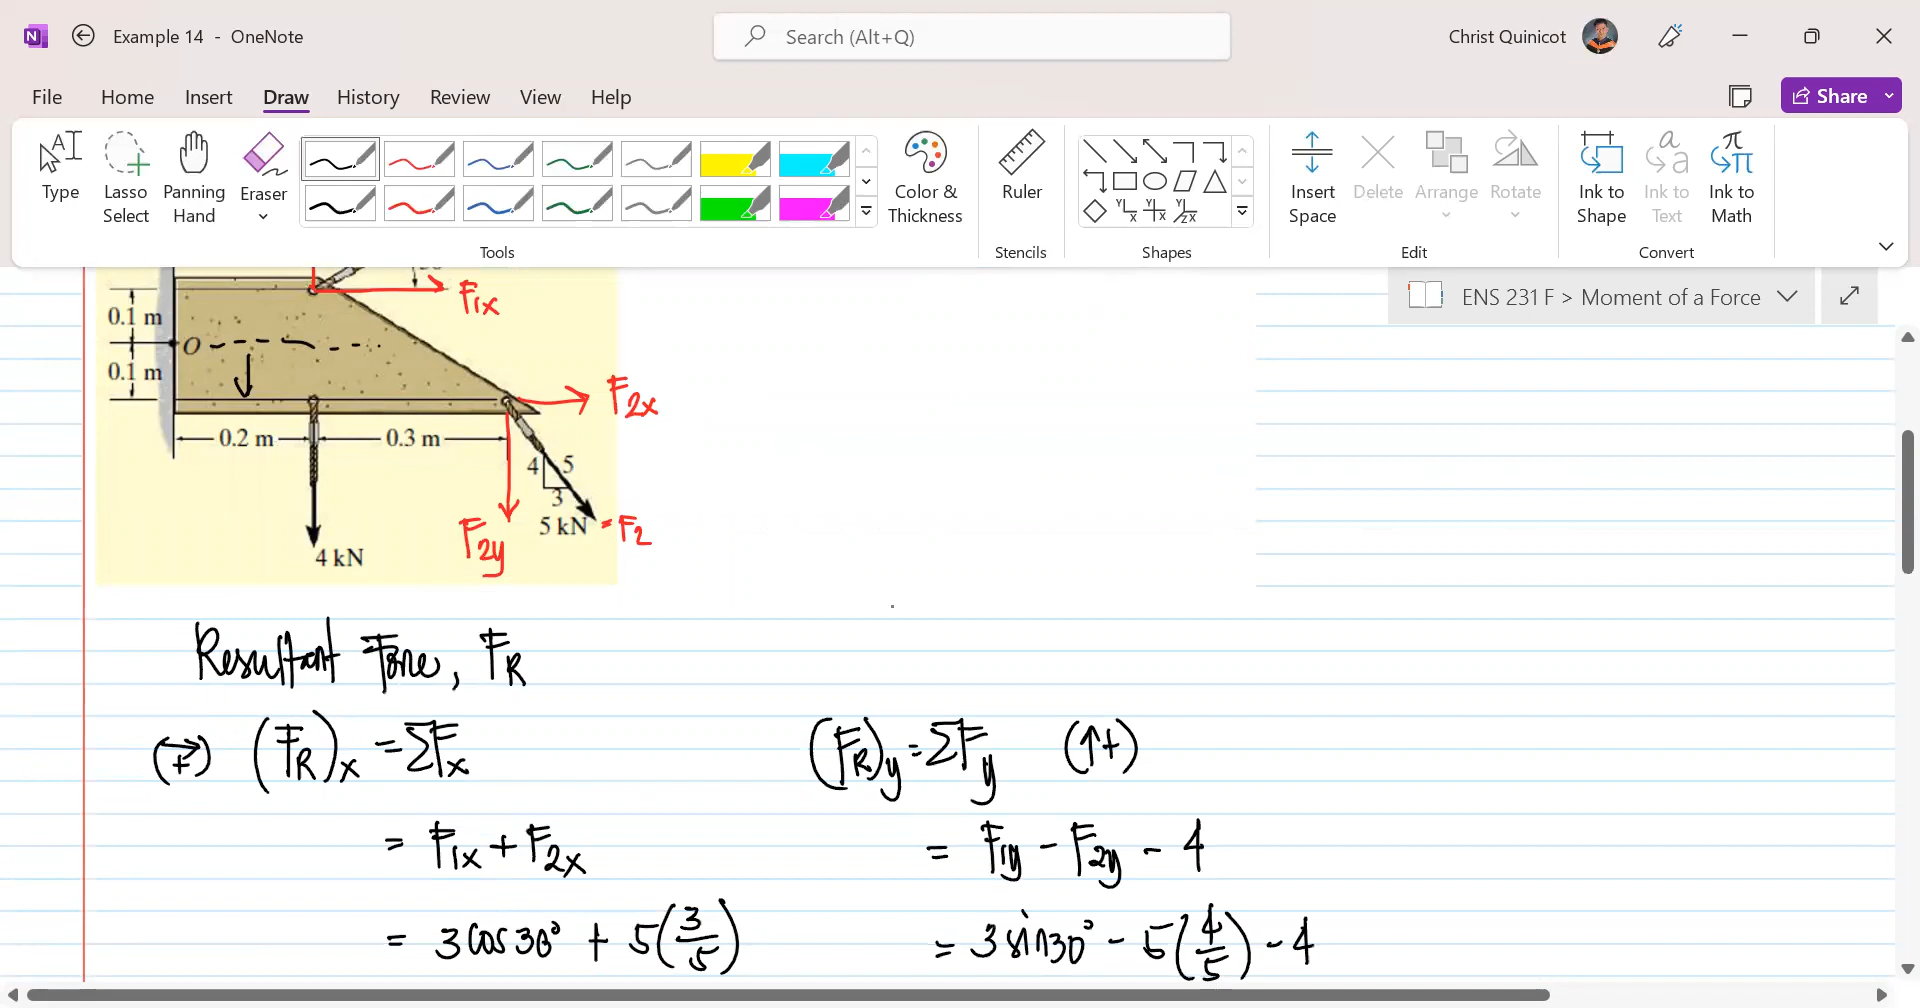 Example 14 - OneNote
Search (Alt+Q)
Christ Quinicot
File Home Insert Draw History Review View Help
Share
Type
Lasso Select
Panning Hand
Eraser
Color & Thickness
Ruler
Insert Space
Delete
Arrange
Rotate
Ink to Shape
Ink to Text
Ink to Math
Tools
Stencils
Shapes
Edit
Convert
ENS 231 F > Moment of a Force
F1x
0.1 m
O
0.1 m
F2x
0.2 m
0.3 m
4 5
3
F2y
5 kN = F2
4 kN
Resultant Force, FR
(→+) (FR)x = ΣFx
(FR)y = ΣFy (↑+)
= F1x + F2x
= F1y - F2y - 4
= 3 cos 30° + 5(3/5)
= 3 sin 30° - 5(4/5) - 4